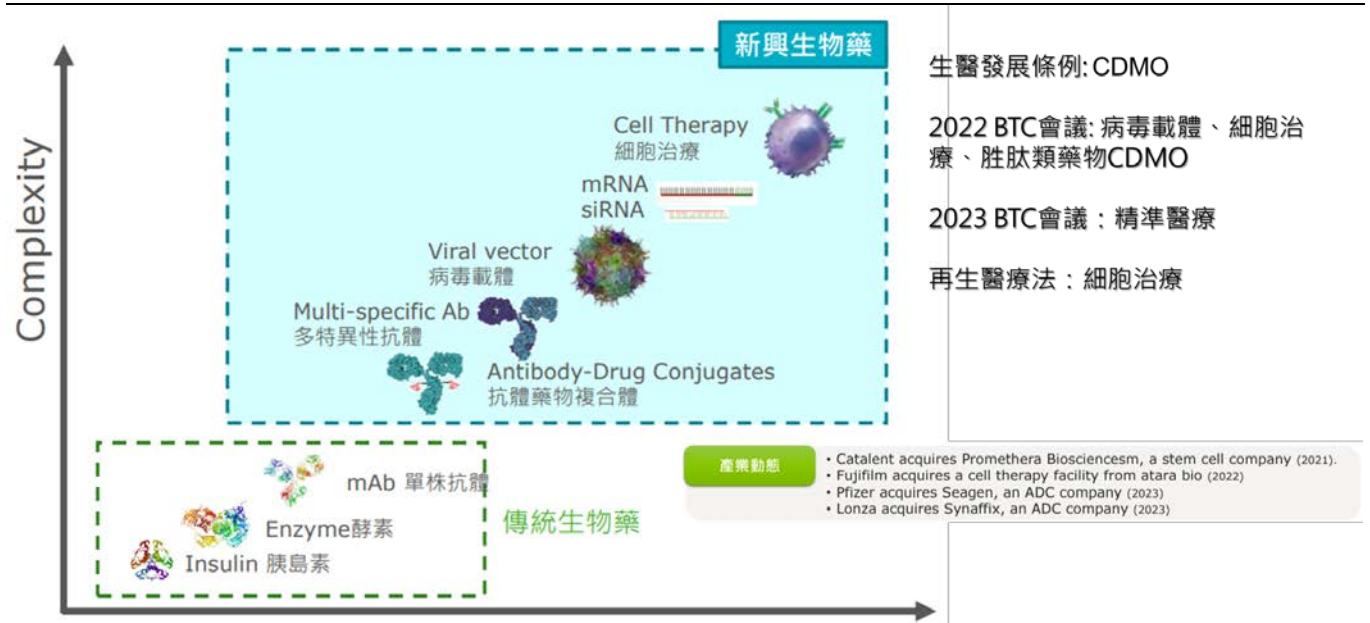 新興生物藥
Complexity
Cell Therapy
細胞治療
mRNA
siRNA
Viral vector
病毒載體
Multi-specific Ab
多特異性抗體
Antibody-Drug Conjugates
抗體藥物複合體
mAb 單株抗體
Enzyme酵素
Insulin 胰島素
傳統生物藥
生醫發展條例: CDMO
2022 BTC會議: 病毒載體、細胞治
療、胜肽類藥物CDMO
2023 BTC會議：精準醫療
再生醫療法：細胞治療
產業動態
• Catalent acquires Promethera Biosciencesm, a stem cell company (2021).
• Fujifilm acquires a cell therapy facility from atara bio (2022)
• Pfizer acquires Seagen, an ADC company (2023)
• Lonza acquires Synaffix, an ADC company (2023)